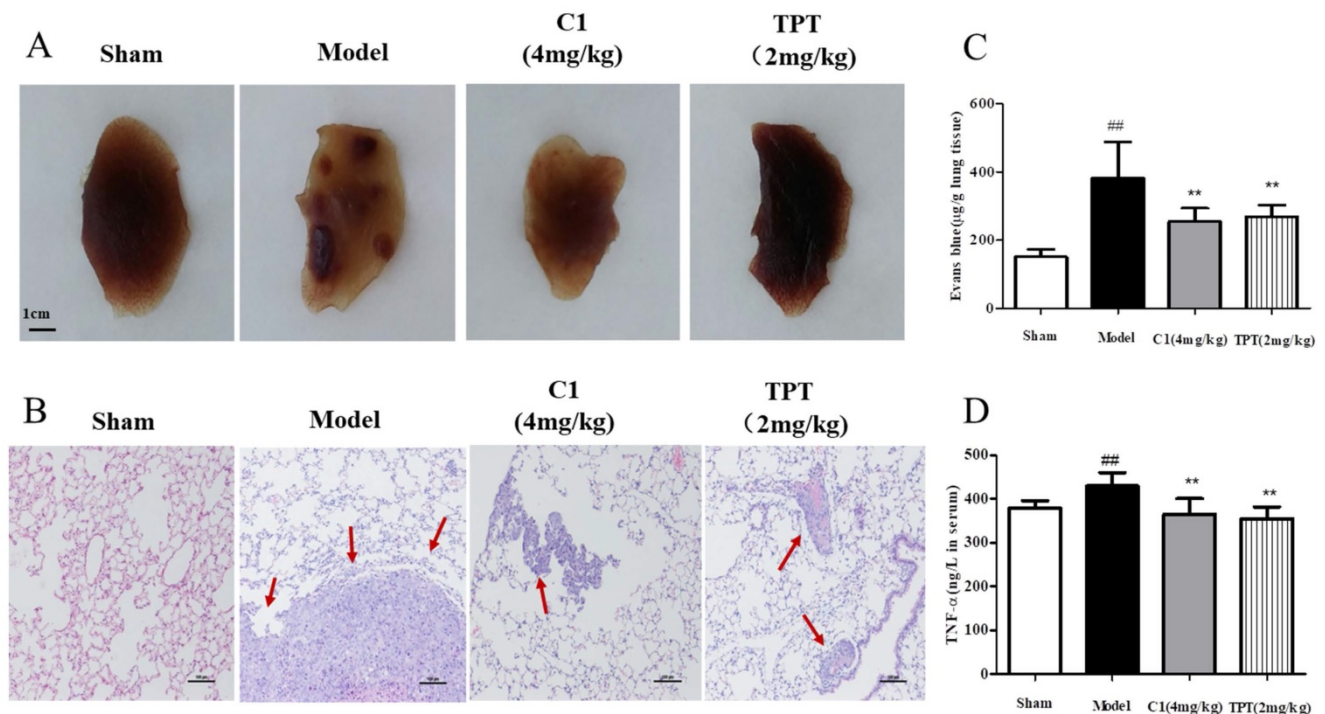 A
Sham
Model
C1
(4mg/kg)
TPT
（2mg/kg)
1cm
B
Sham
Model
C1
(4mg/kg)
TPT
（2mg/kg)
C
Evans blue(μg/g lung tissue)
600
400
200
0
##
**
**
Sham
Model
C1(4mg/kg)
TPT(2mg/kg)
D
TNF-α(ng/L in serum)
500
400
300
200
100
0
##
**
**
Sham
Model
C1(4mg/kg)
TPT(2mg/kg)